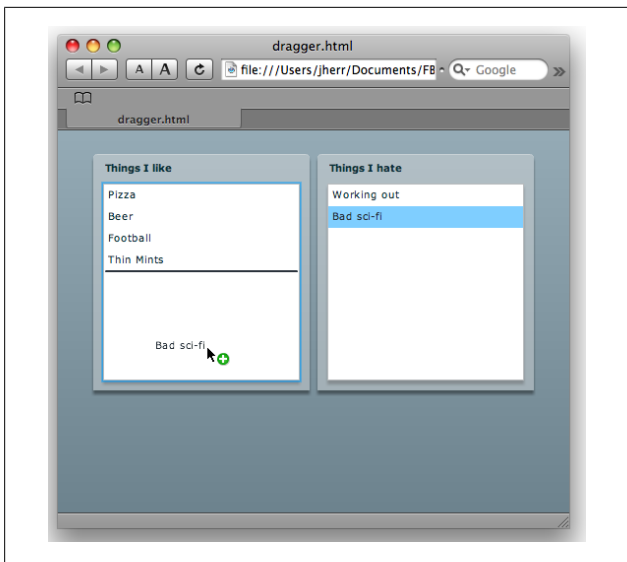 dragger.html
A A
file:///Users/jherr/Documents/FB
Google
dragger.html
Things I like
Pizza
Beer
Football
Thin Mints
Bad sci-fi
Things I hate
Working out
Bad sci-fi